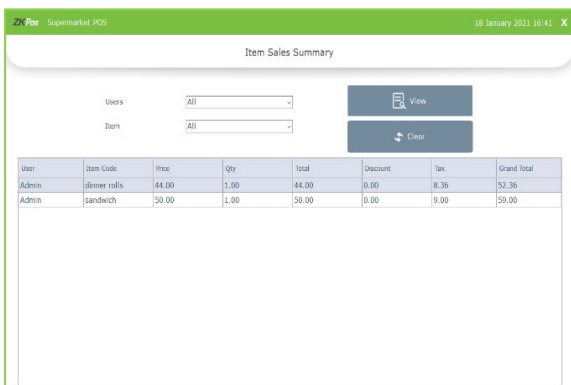 ZKPos Supermarket POS 18 January 2021 16:41 X
Item Sales Summary
Users All View
Item All Clear
User Item Code Price Qty Total Discount Tax Grand Total
Admin dinner rolls 44.00 1.00 44.00 0.00 8.36 52.36
Admin sandwich 50.00 1.00 50.00 0.00 9.00 59.00